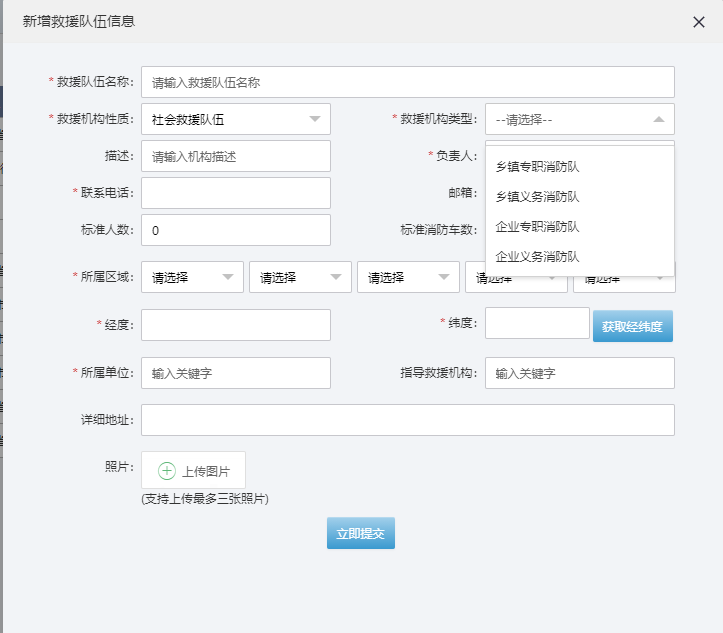 新增救援队伍信息
* 救援队伍名称: 请输入救援队伍名称
* 救援机构性质: 社会救援队伍 * 救援机构类型: --请选择--
描述: 请输入机构描述 * 负责人:
乡镇专职消防队
* 联系电话: 邮箱:
乡镇义务消防队
标准人数: 0 标准消防车数:
企业专职消防队
企业义务消防队
* 所属区域: 请选择 请选择 请选择 请选择 请选择
* 经度: * 纬度: 获取经纬度
* 所属单位: 输入关键字 指导救援机构: 输入关键字
详细地址:
照片: 上传图片
(支持上传最多三张照片)
立即提交